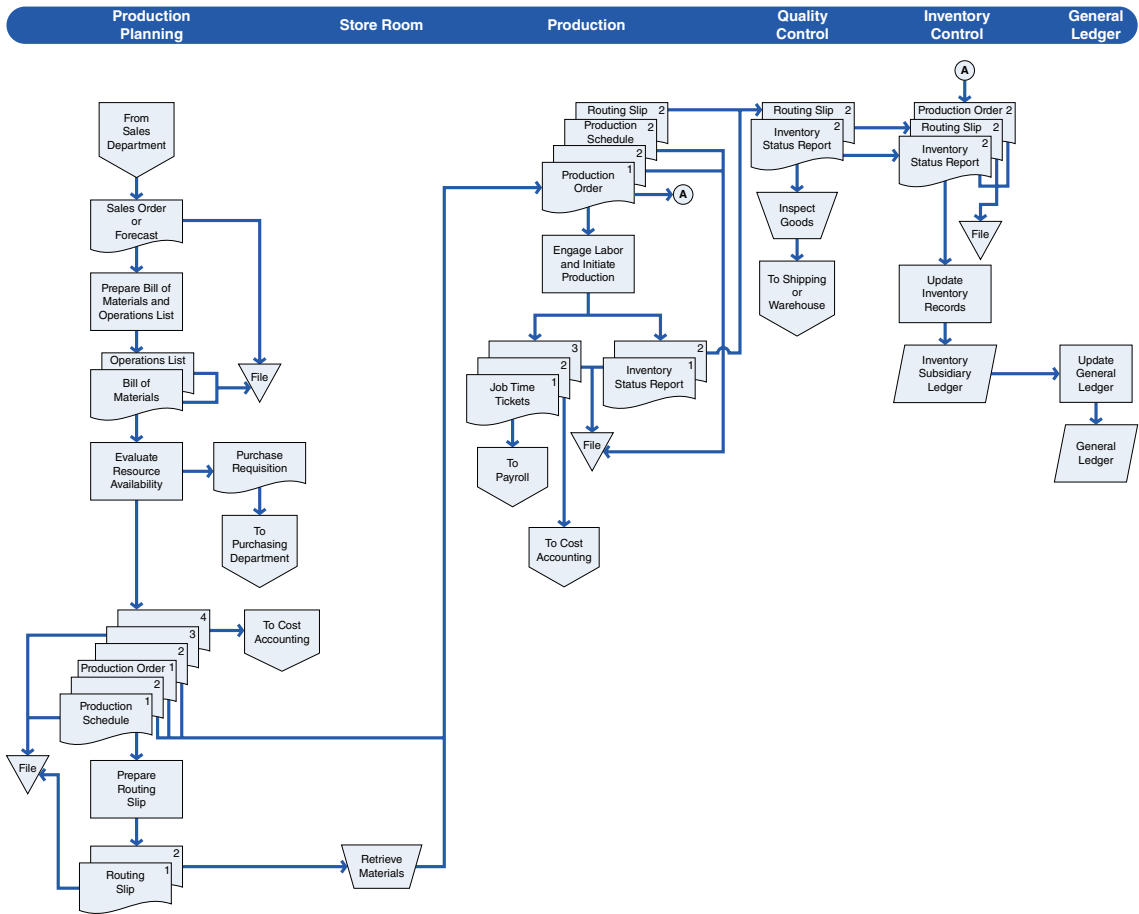 Production
Planning
Store Room
Production
Quality
Control
Inventory
Control
General
Ledger
From
Sales
Department
Sales Order
or
Forecast
Prepare Bill of
Materials and
Operations List
Operations List
Bill of
Materials
File
Evaluate
Resource
Availability
Purchase
Requisition
To
Purchasing
Department
4
3
2
Production Order 1
2
1
Production
Schedule
To Cost
Accounting
File
Prepare
Routing
Slip
2
1
Routing
Slip
Retrieve
Materials
Routing Slip 2
Production 2
Schedule
2
1
Production
Order
A
Engage Labor
and Initiate
Production
3
2
1
Job Time
Tickets
2
1
Inventory
Status Report
File
To
Payroll
To Cost
Accounting
Routing Slip 2
2
Inventory
Status Report
Inspect
Goods
To Shipping
or
Warehouse
A
Production Order 2
Routing Slip 2
2
Inventory
Status Report
File
Update
Inventory
Records
Inventory
Subsidiary
Ledger
Update
General
Ledger
General
Ledger